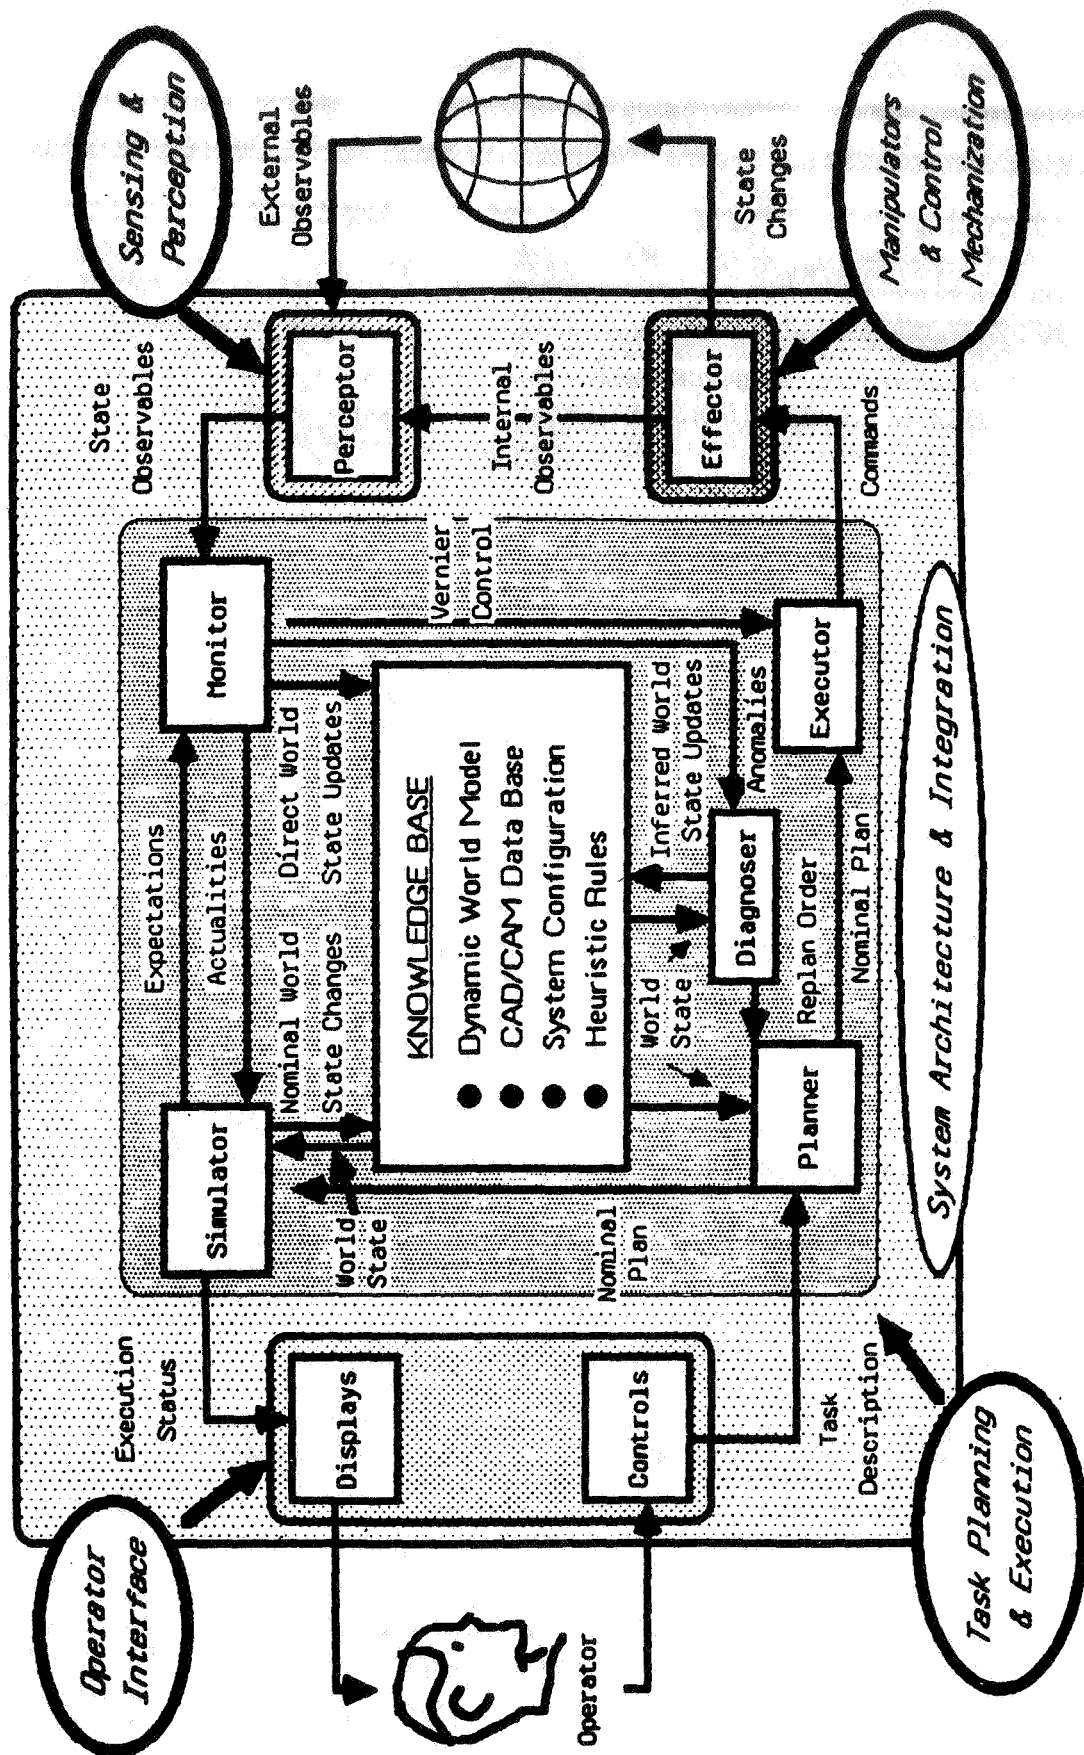 Operator
Interface
Sensing &
Perception
Execution
Status
State
Observables
External
Observables
Displays
Simulator
Expectations
Actualities
Monitor
Perceptor
Nominal World
State Changes
Direct World
State Updates
World
State
Vernier
Control
Internal
Observables
KNOWLEDGE BASE
● Dynamic World Model
● CAD/CAM Data Base
● System Configuration
● Heuristic Rules
Operator
Controls
Nominal
Plan
World
State
Inferred World
State Updates
Diagnoser
Anomalies
Effector
State
Changes
Planner
Replan Order
Nominal Plan
Executor
Commands
Task
Description
Task Planning
& Execution
System Architecture & Integration
Manipulators
& Control
Mechanization